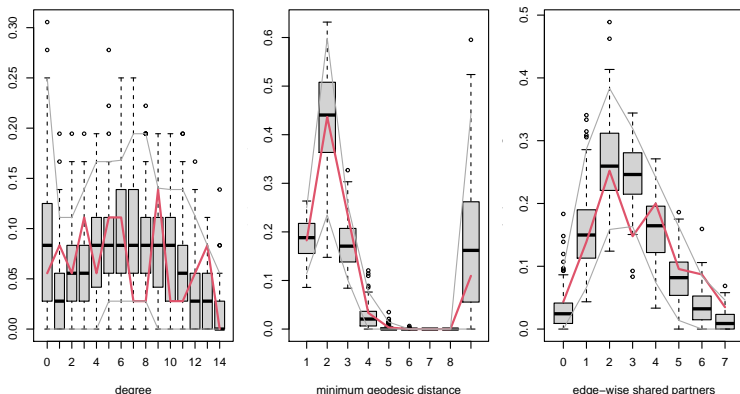 0.00 0.05 0.10 0.15 0.20 0.25 0.30
0 2 4 6 8 10 12 14
degree
0.0 0.1 0.2 0.3 0.4 0.5 0.6
1 2 3 4 5 6 7 8
minimum geodesic distance
0.0 0.1 0.2 0.3 0.4 0.5
0 1 2 3 4 5 6 7
edge−wise shared partners